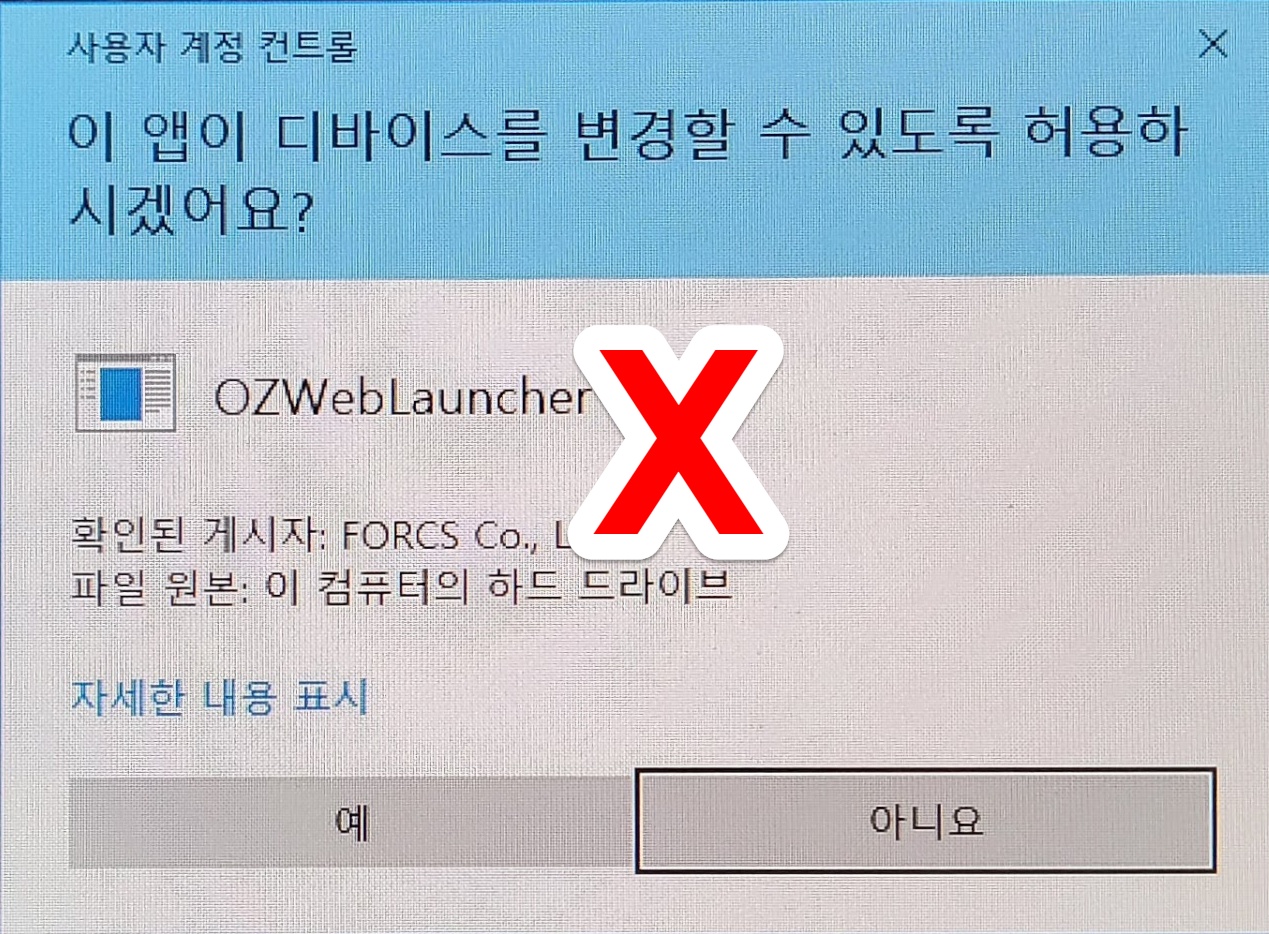 사용자 계정 컨트롤
이 앱이 디바이스를 변경할 수 있도록 허용하
시겠어요?
OZWebLauncher
X
확인된 게시자: FORCS Co., L
파일 원본: 이 컴퓨터의 하드 드라이브
자세한 내용 표시
예
아니요